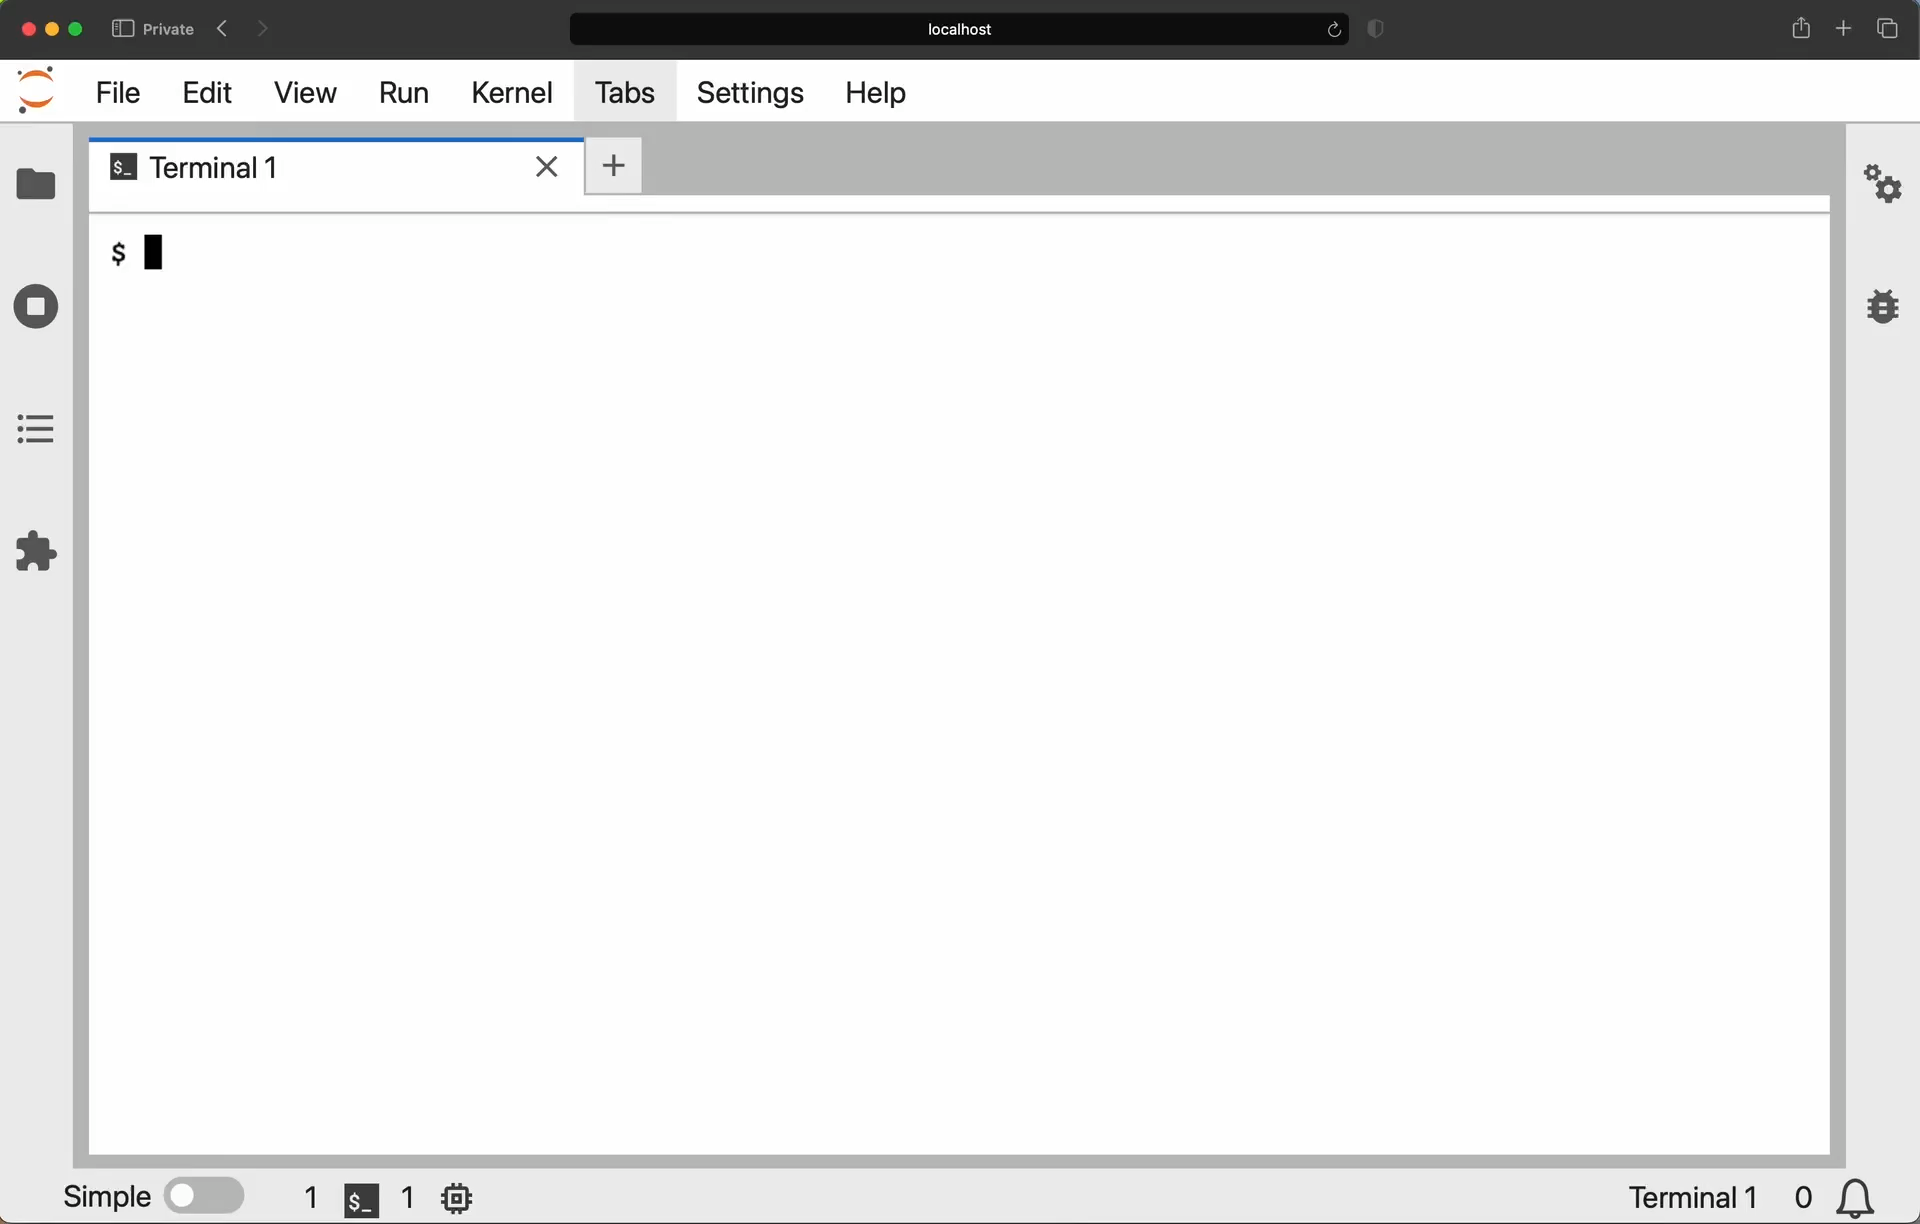 Private
localhost
File Edit View Run Kernel Tabs Settings Help
$_ Terminal 1
$
Simple 1 $_ 1 Terminal 1 0